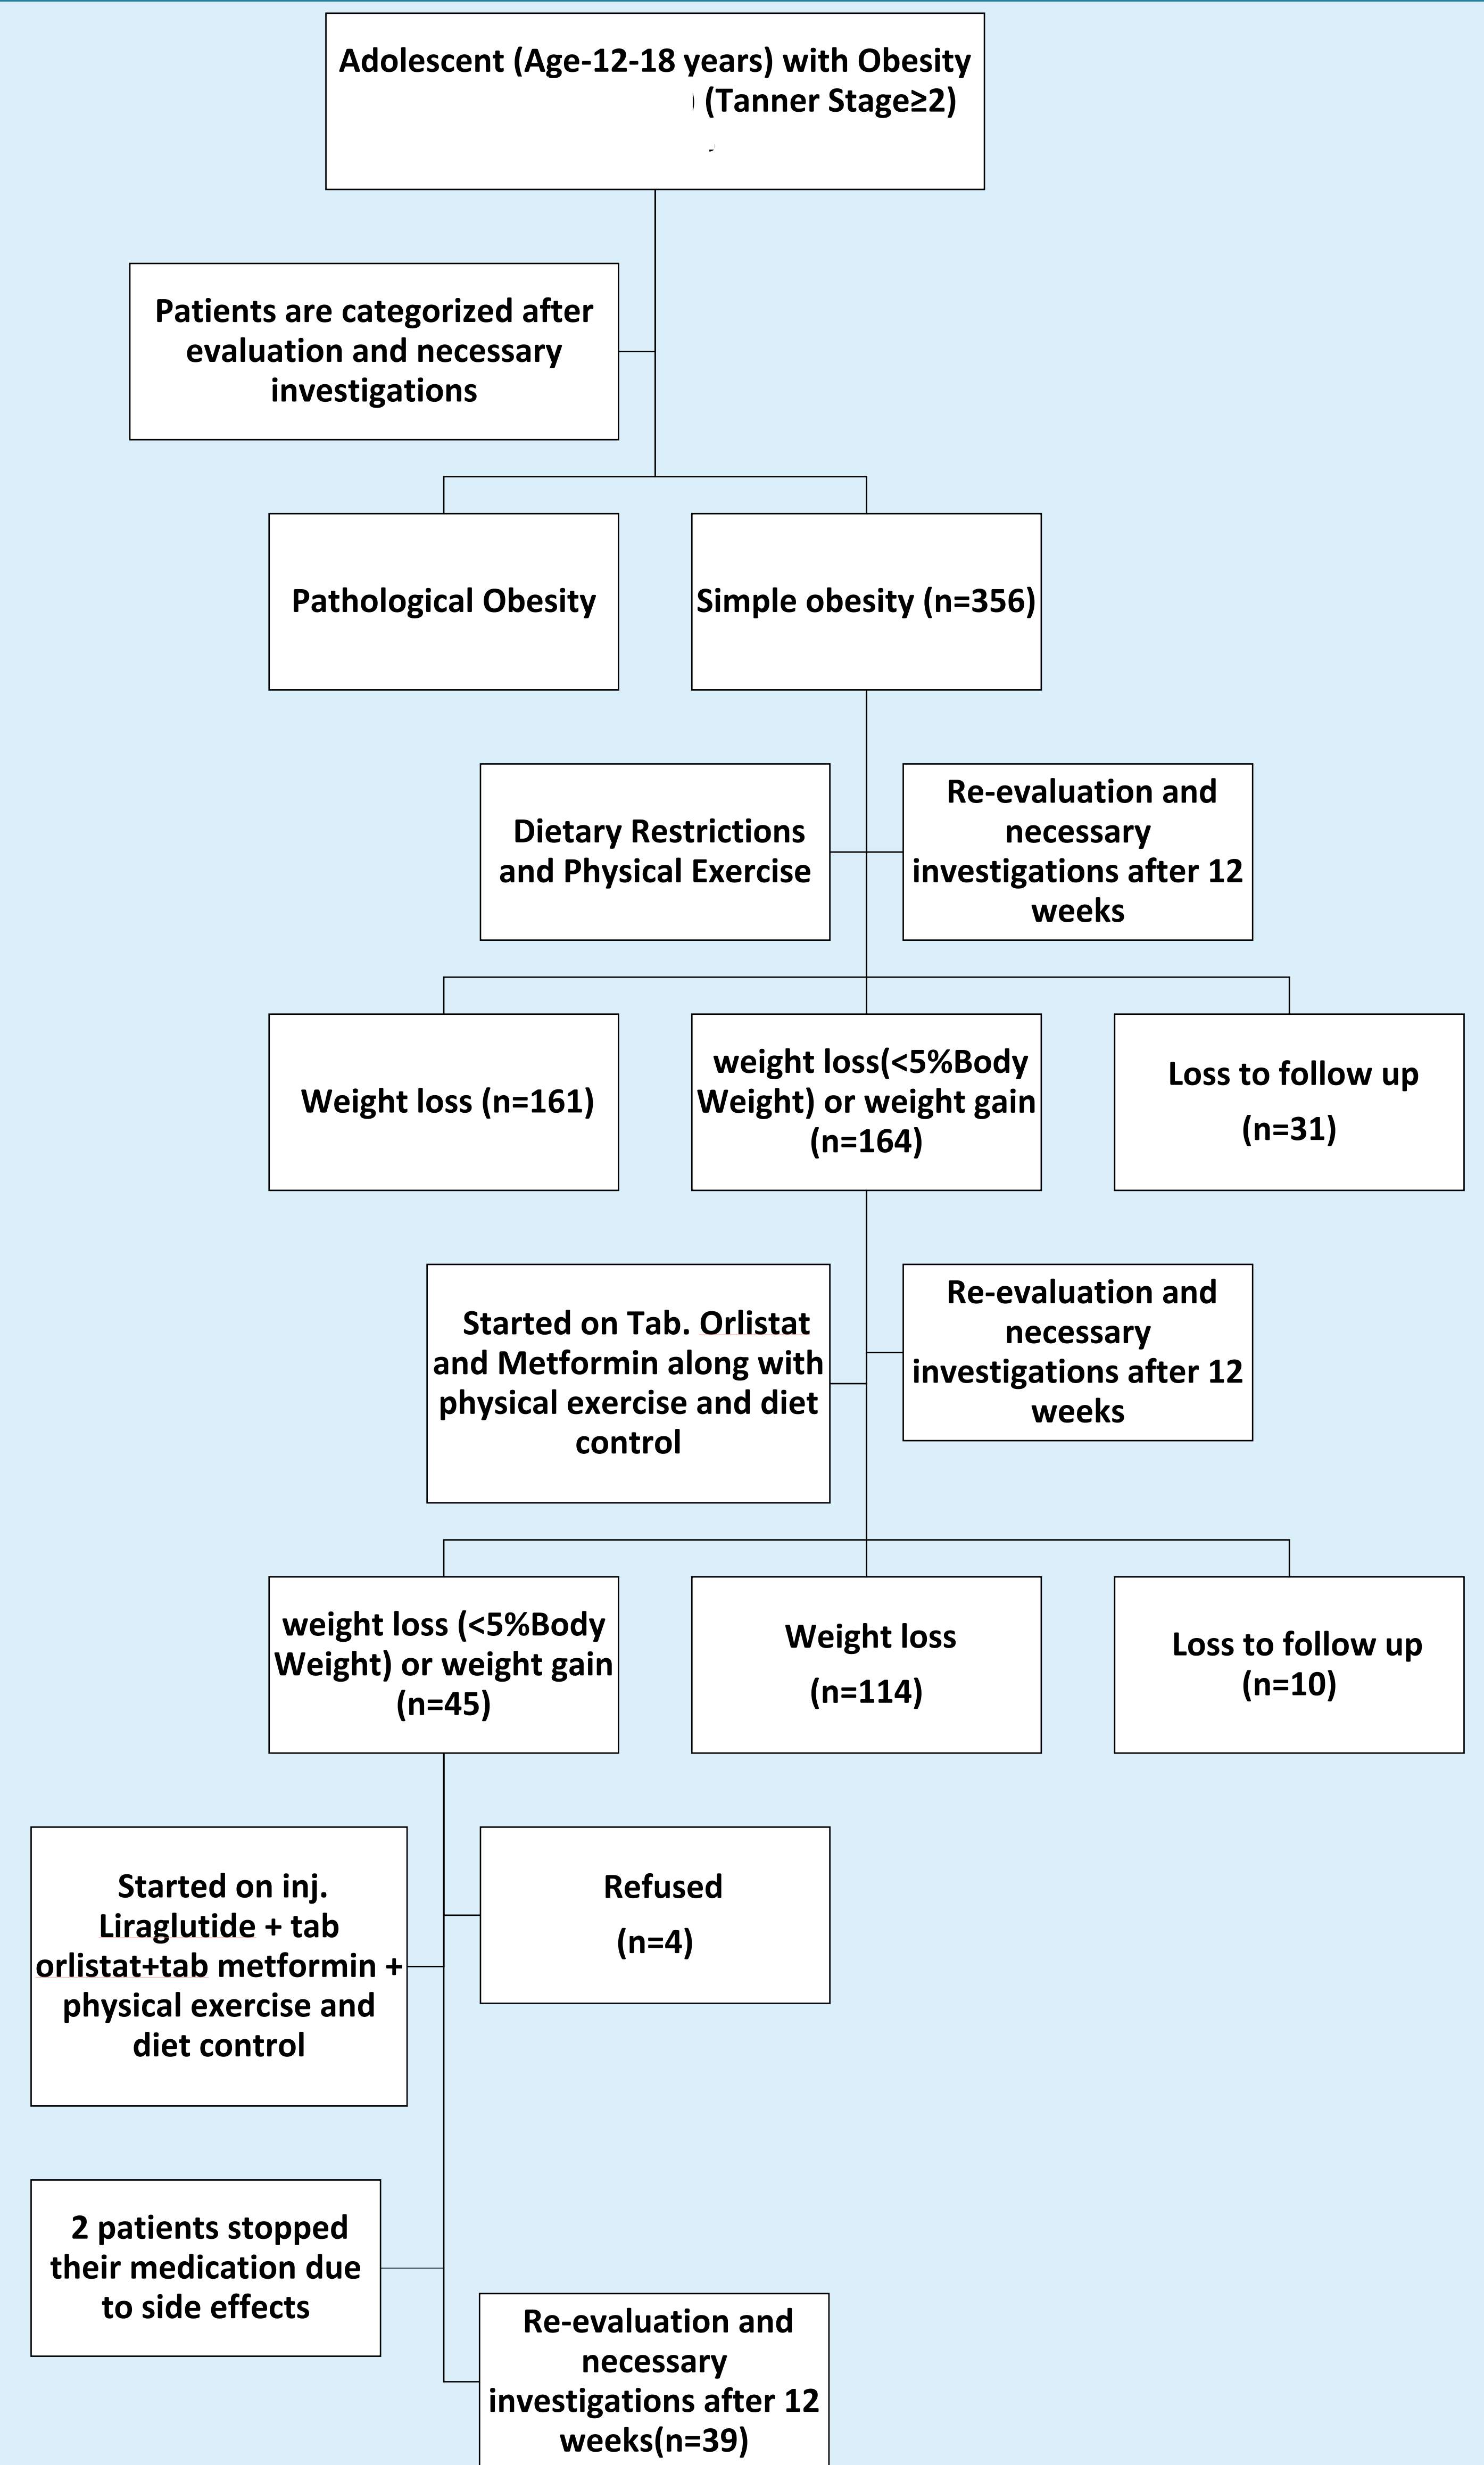 Adolescent (Age-12-18 years) with Obesity
(Tanner Stage≥2)
Patients are categorized after
evaluation and necessary
investigations
Pathological Obesity
Simple obesity (n=356)
Dietary Restrictions
and Physical Exercise
Re-evaluation and
necessary
investigations after 12
weeks
Weight loss (n=161)
weight loss(<5%Body
Weight) or weight gain
(n=164)
Loss to follow up
(n=31)
Started on Tab. Orlistat
and Metformin along with
physical exercise and diet
control
Re-evaluation and
necessary
investigations after 12
weeks
weight loss (<5%Body
Weight) or weight gain
(n=45)
Weight loss
(n=114)
Loss to follow up
(n=10)
Started on inj.
Liraglutide + tab
orlistat+tab metformin +
physical exercise and
diet control
Refused
(n=4)
2 patients stopped
their medication due
to side effects
Re-evaluation and
necessary
investigations after 12
weeks(n=39)